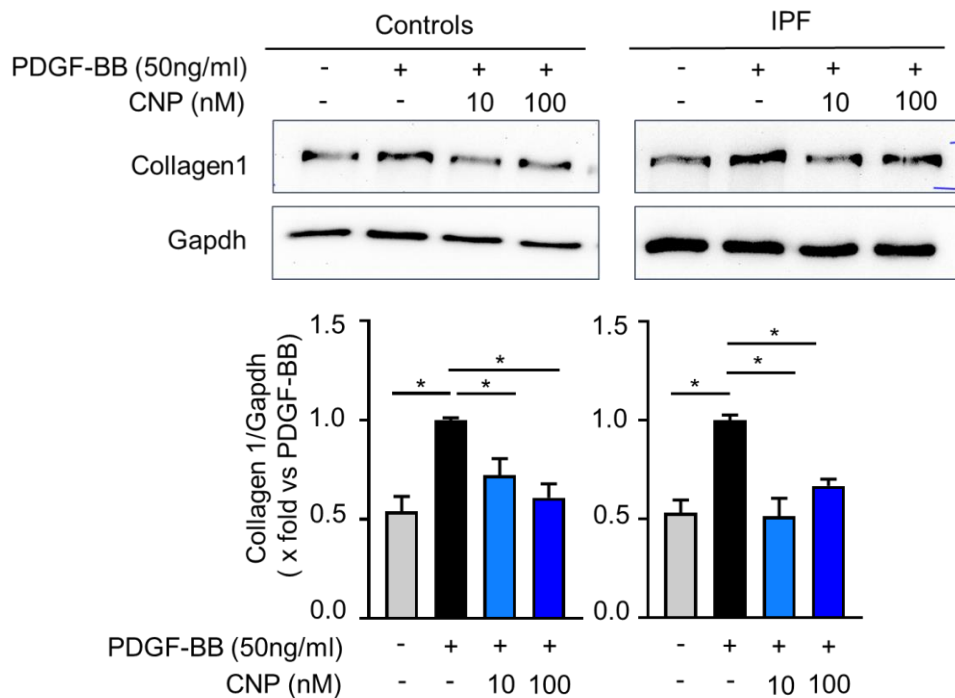 Controls IPF
PDGF-BB (50ng/ml) - + + + - + + +
CNP (nM) - - 10 100 - - 10 100
Collagen1
Gapdh
Collagen 1/Gapdh
( x fold vs PDGF-BB)
1.5 1.5
* * * * * *
1.0 1.0
0.5 0.5
0.0 0.0
PDGF-BB (50ng/ml) - + + + - + + +
CNP (nM) - - 10 100 - - 10 100